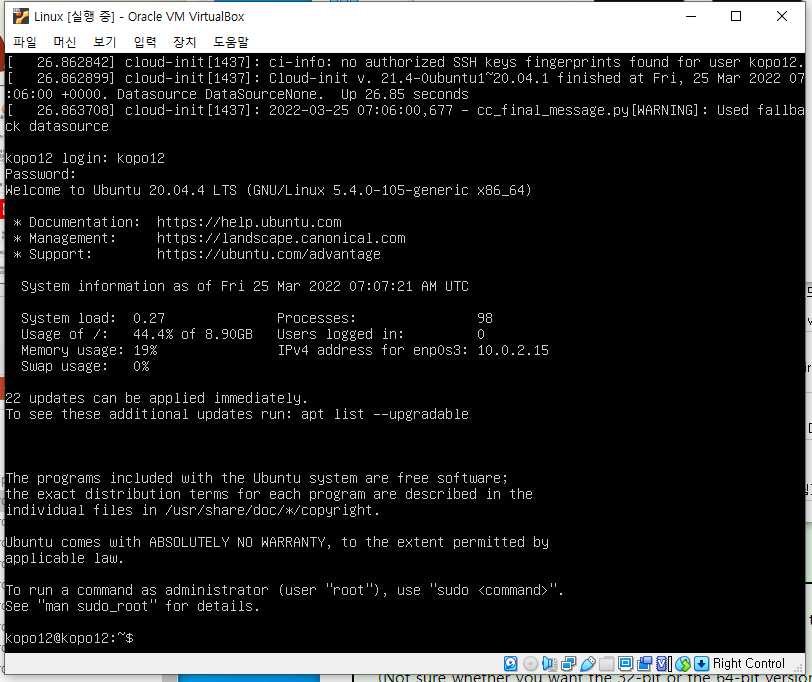 Linux [실행 중] - Oracle VM VirtualBox
파일 머신 보기 입력 장치 도움말
[   26.862842] cloud-init[1437]: ci-info: no authorized SSH keys fingerprints found for user kopo12.
[   26.862899] cloud-init[1437]: Cloud-init v. 21.4-0ubuntu1~20.04.1 finished at Fri, 25 Mar 2022 07
:06:00 +0000. Datasource DataSourceNone.  Up 26.85 seconds
[   26.863708] cloud-init[1437]: 2022-03-25 07:06:00,677 - cc_final_message.py[WARNING]: Used fallba
ck datasource
kopo12 login: kopo12
Password:
Welcome to Ubuntu 20.04.4 LTS (GNU/Linux 5.4.0-105-generic x86_64)
 * Documentation:  https://help.ubuntu.com
 * Management:     https://landscape.canonical.com
 * Support:        https://ubuntu.com/advantage
  System information as of Fri 25 Mar 2022 07:07:21 AM UTC
  System load:  0.27               Processes:               98
  Usage of /:   44.4% of 8.90GB   Users logged in:         0
  Memory usage: 19%               IPv4 address for enp0s3: 10.0.2.15
  Swap usage:   0%
22 updates can be applied immediately.
To see these additional updates run: apt list --upgradable
The programs included with the Ubuntu system are free software;
the exact distribution terms for each program are described in the
individual files in /usr/share/doc/*/copyright.
Ubuntu comes with ABSOLUTELY NO WARRANTY, to the extent permitted by
applicable law.
To run a command as administrator (user "root"), use "sudo <command>".
See "man sudo_root" for details.
kopo12@kopo12:~$
Right Control
(Not sure whether you want the 32-bit or the 64-bit version